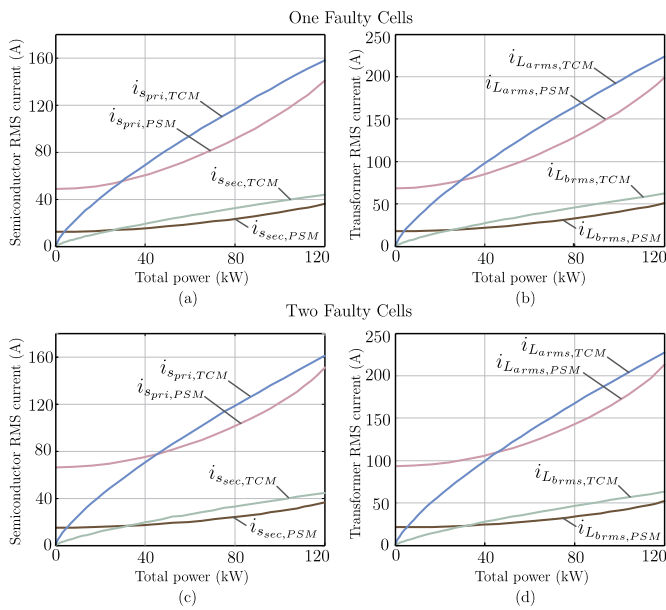 One Faulty Cells
Semiconductor RMS current (A)
160
120
80
40
0
0
40
80
120
i_{s_{pri,TCM}}
i_{s_{pri,PSM}}
i_{s_{sec,TCM}}
i_{s_{sec,PSM}}
Total power (kW)
(a)
Transformer RMS current (A)
250
200
150
100
50
0
0
40
80
120
i_{L_{arms,TCM}}
i_{L_{arms,PSM}}
i_{L_{brms,TCM}}
i_{L_{brms,PSM}}
Total power (kW)
(b)
Two Faulty Cells
Semiconductor RMS current (A)
160
120
80
40
0
0
40
80
120
i_{s_{pri,TCM}}
i_{s_{pri,PSM}}
i_{s_{sec,TCM}}
i_{s_{sec,PSM}}
Total power (kW)
(c)
Transformer RMS current (A)
250
200
150
100
50
0
0
40
80
120
i_{L_{arms,TCM}}
i_{L_{arms,PSM}}
i_{L_{brms,TCM}}
i_{L_{brms,PSM}}
Total power (kW)
(d)